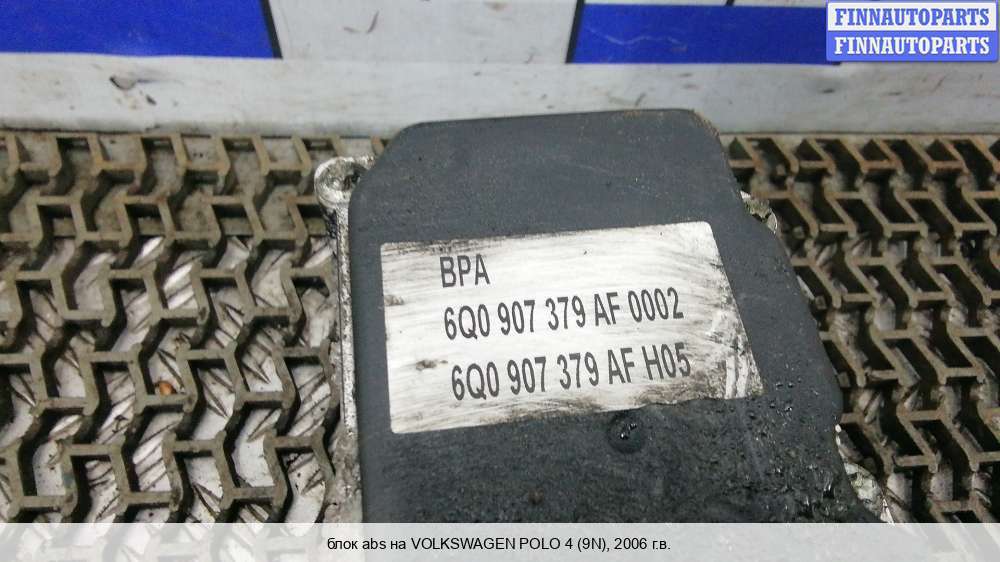 FINNAUTOPARTS
FINNAUTOPARTS
BPA
6Q0 907 379 AF 0002
6Q0 907 379 AF H05
блок abs на VOLKSWAGEN POLO 4 (9N), 2006 г.в.